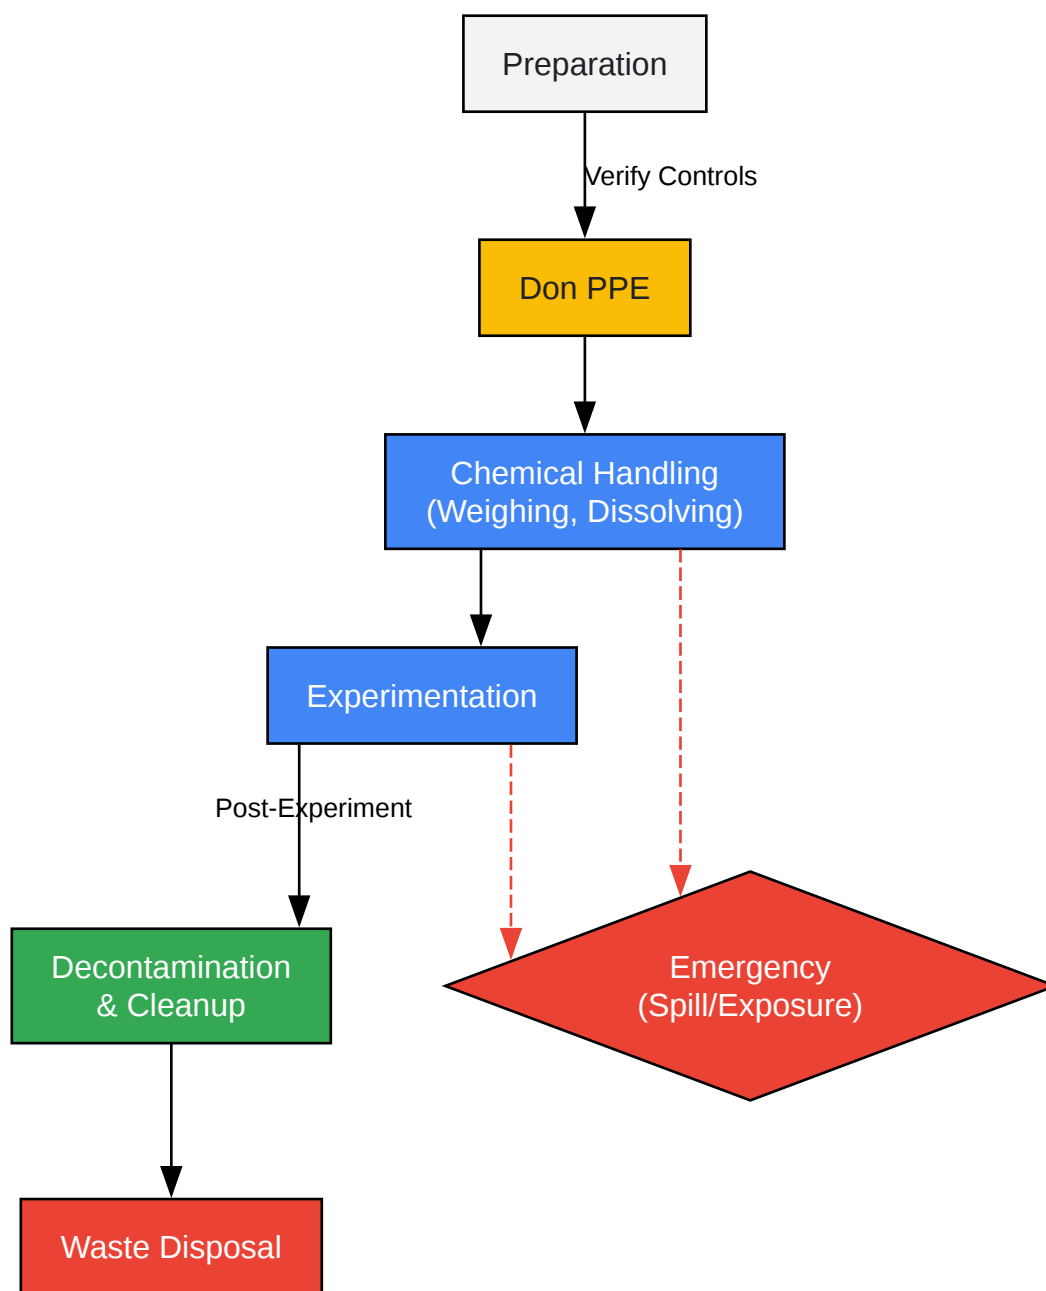 Preparation
Verify Controls
Don PPE
Chemical Handling
(Weighing, Dissolving)
Experimentation
Post-Experiment
Decontamination
& Cleanup
Emergency
(Spill/Exposure)
Waste Disposal